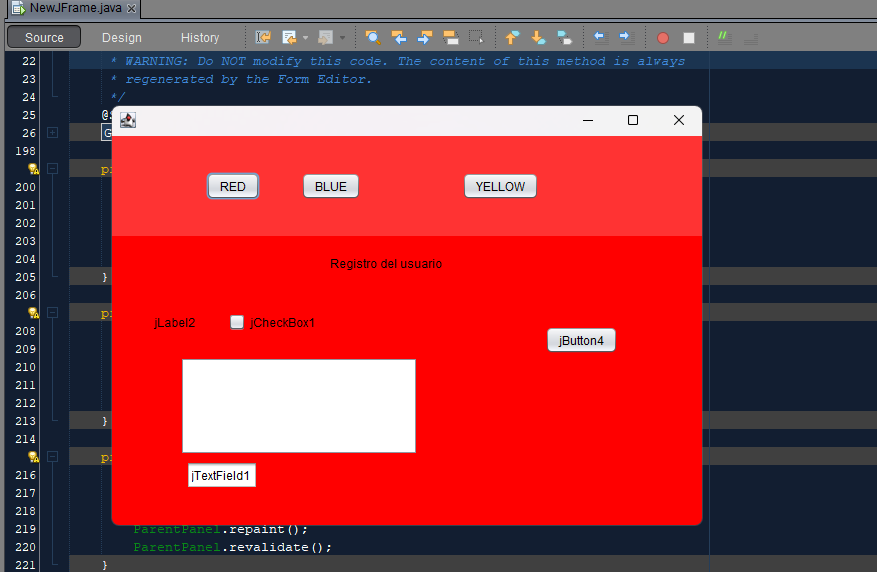 NewJFrame.java
Source Design History
22 * WARNING: Do NOT modify this code. The content of this method is always
23 * regenerated by the Form Editor.
24 */
25
26
198
200
201
202
203
204
205 }
206
208
209
210
211
212
213 }
214
216
217
218
219 ParentPanel.repaint();
220 ParentPanel.revalidate();
221 }
RED BLUE YELLOW
Registro del usuario
jLabel2 jCheckBox1
jButton4
jTextField1